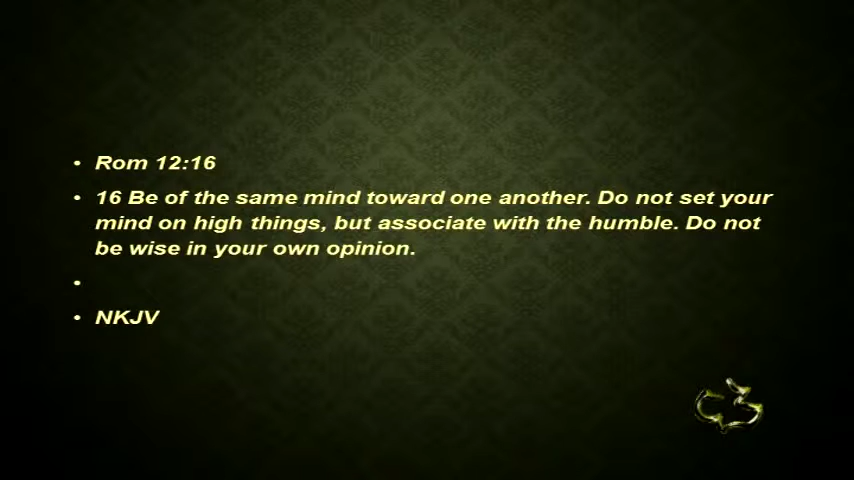 • Rom 12:16
• 16 Be of the same mind toward one another. Do not set your
mind on high things, but associate with the humble. Do not
be wise in your own opinion.
•
• NKJV
C3